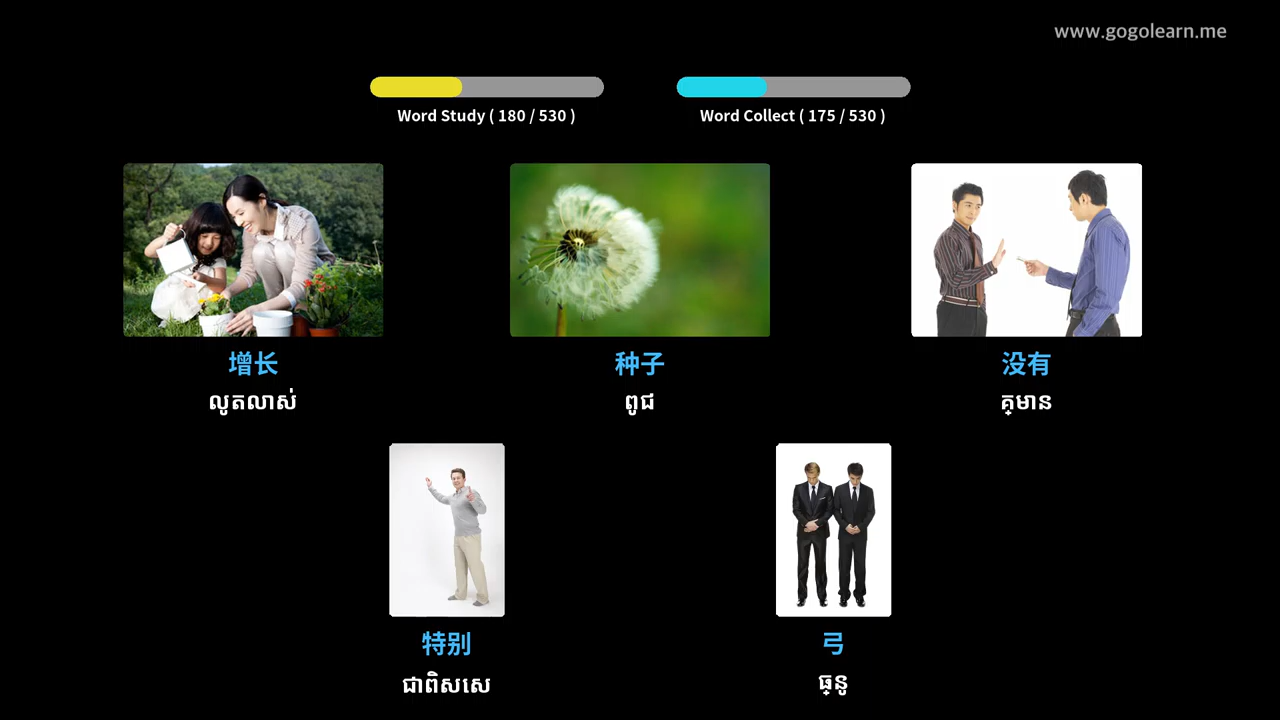 www.gogolearn.me
Word Study ( 180 / 530 )
Word Collect ( 175 / 530 )
增长
លូតលាស់
种子
ពូជ
没有
គ្មាន
特别
ជាពិសសេ
弓
ធ្នូ